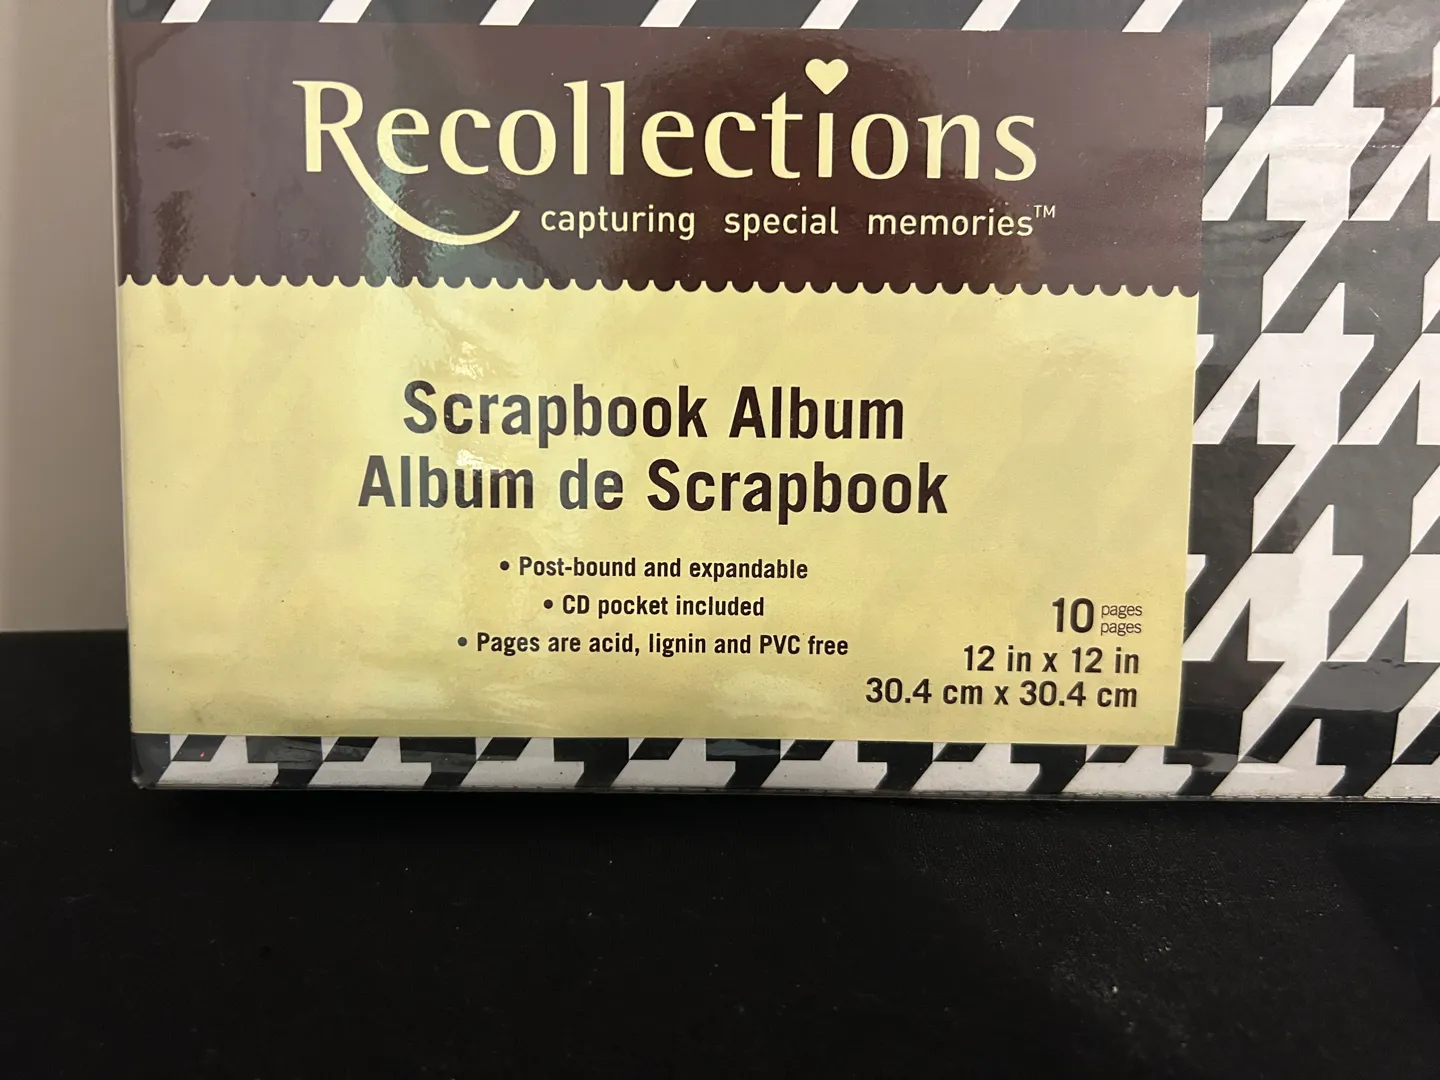 Recollections
capturing special memories™
Scrapbook Album
Album de Scrapbook
• Post-bound and expandable
• CD pocket included
• Pages are acid, lignin and PVC free
10 pages
pages
12 in x 12 in
30.4 cm x 30.4 cm